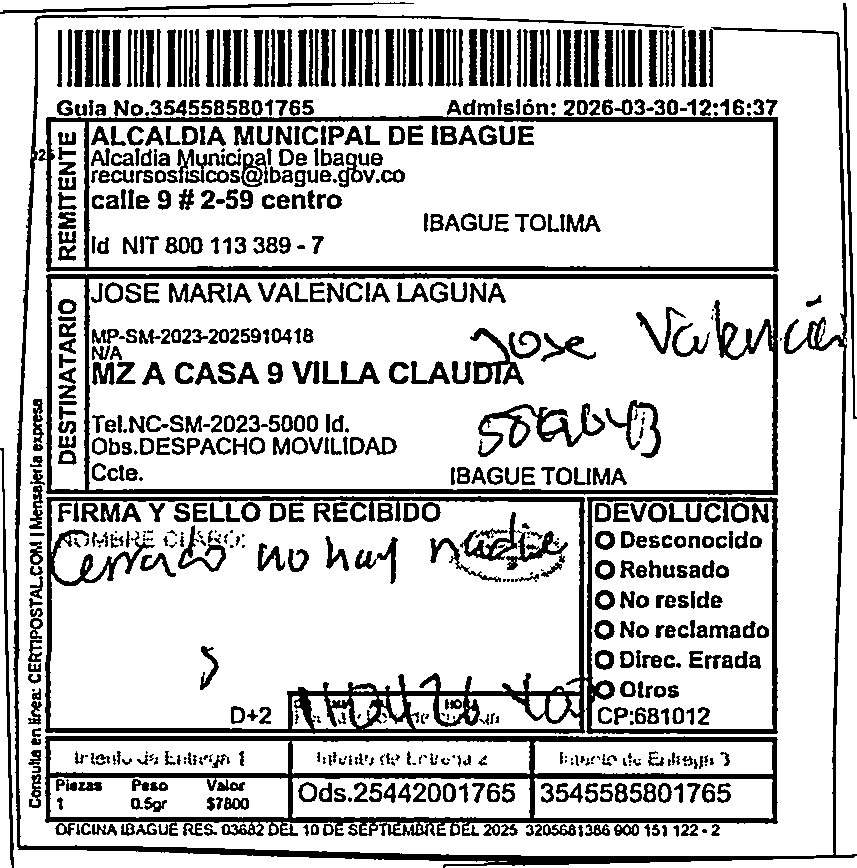 Guia No.3545585801765 Admisión: 2026-03-30-12:16:37
REMITENTE
ALCALDIA MUNICIPAL DE IBAGUE
Alcaldia Municipal De Ibague
recursosfisicos@ibague.gov.co
calle 9 # 2-59 centro
IBAGUE TOLIMA
Id NIT 800 113 389 - 7
DESTINATARIO
JOSE MARIA VALENCIA LAGUNA
MP-SM-2023-2025910418
N/A
Jose Valencia
MZ A CASA 9 VILLA CLAUDIA
Tel.NC-SM-2023-5000 Id.
Obs.DESPACHO MOVILIDAD
Ccte.
IBAGUE TOLIMA
FIRMA Y SELLO DE RECIBIDO
NOMBRE CLARO:
Cerrado no hay nadie
D+2
HORA
DEVOLUCION
Desconocido
Rehusado
No reside
No reclamado
Direc. Errada
Otros
CP:681012
Intento de Entrega 1 Intento de Entrega 2 Intento de Entrega 3
Piezas Peso Valor
1 0.5gr $7800
Ods.25442001765 3545585801765
OFICINA IBAGUE RES. 03682 DEL 10 DE SEPTIEMBRE DEL 2025 3205681386 900 151 122 - 2
Consulta en línea: CERTIPOSTAL.COM | Mensajería expresa